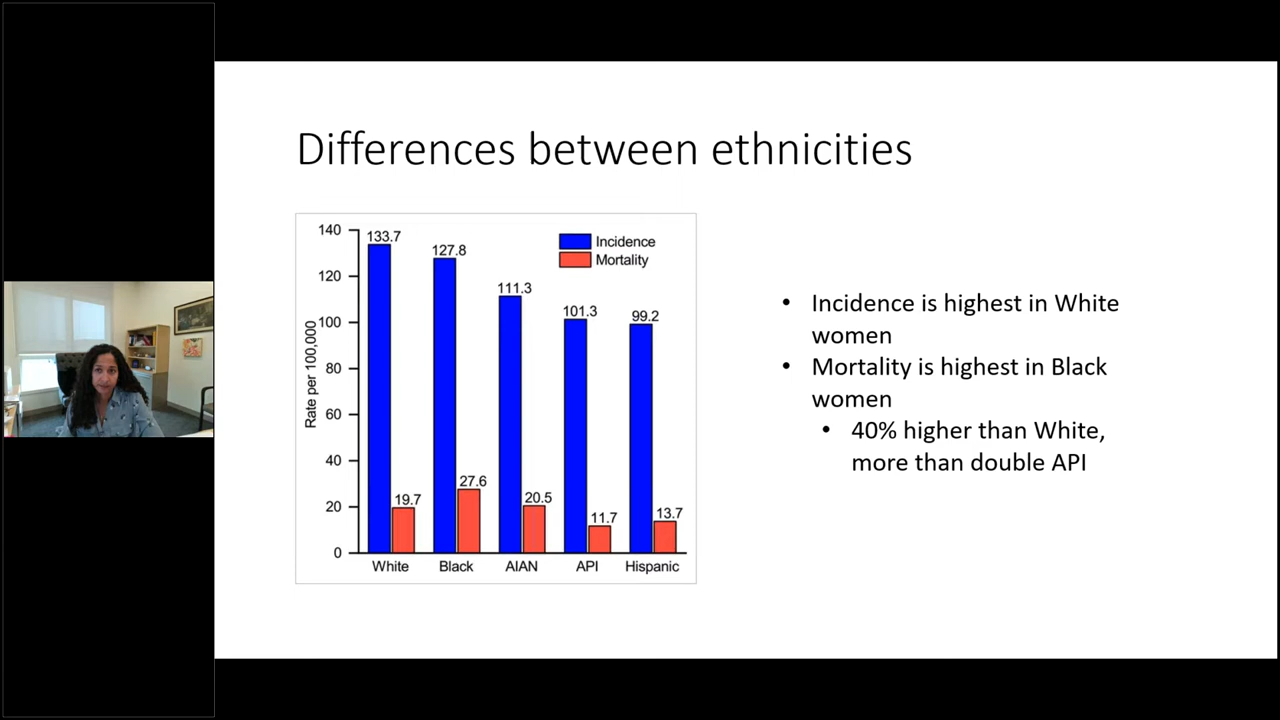 Differences between ethnicities
140
120
100
80
60
40
20
0
Rate per 100,000
Incidence
Mortality
133.7
127.8
111.3
101.3
99.2
19.7
27.6
20.5
11.7
13.7
White
Black
AIAN
API
Hispanic
• Incidence is highest in White
women
• Mortality is highest in Black
women
• 40% higher than White,
more than double API